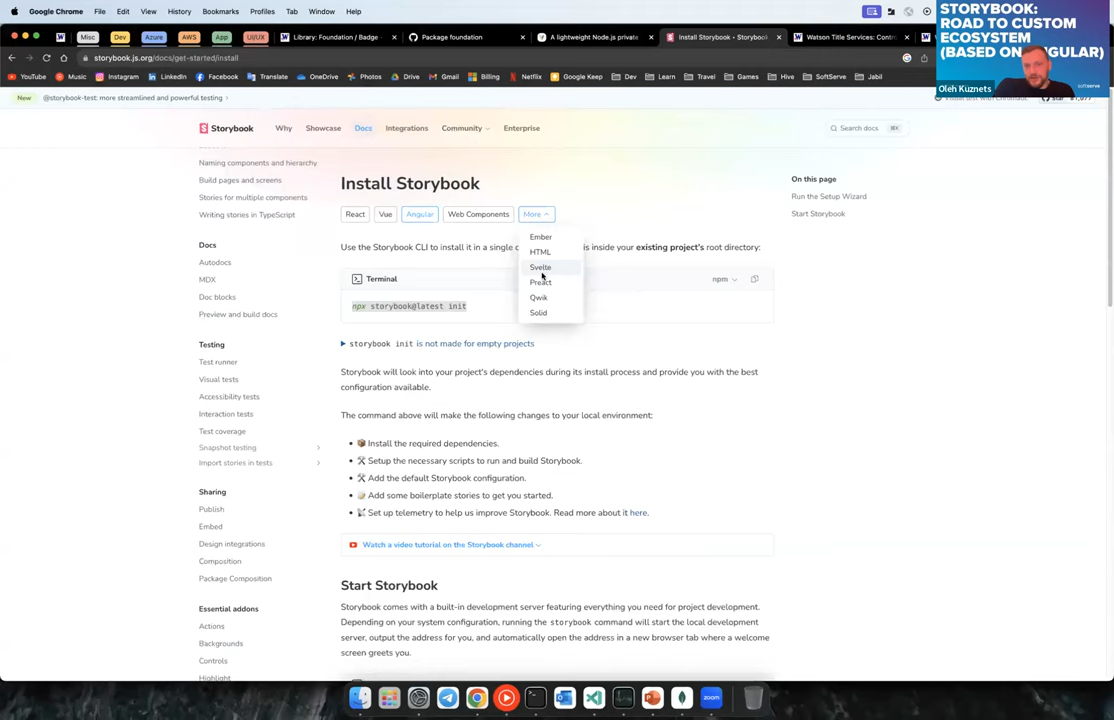 Google Chrome File Edit View History Bookmarks Profiles Tab Window Help
STORYBOOK:
ROAD TO CUSTOM
ECOSYSTEM
(BASED ON ANGULAR)
Oleh Kuznets
softserve
Misc Dev Azure AWS App UI/UX Library: Foundation / Badge Package foundation A lightweight Node.js private Install Storybook • Storyboo Watson Title Services: Contr
storybook.js.org/docs/get-started/install
YouTube Music Instagram LinkedIn Facebook Translate OneDrive Photos Drive Gmail Billing Netflix Google Keep Dev Learn Travel Games Hive SoftServe Jabil
New @storybook-test: more streamlined and powerful testing ›
Storybook Why Showcase Docs Integrations Community Enterprise Search docs ⌘K
Naming components and hierarchy
Build pages and screens
Stories for multiple components
Writing stories in TypeScript
Docs
Autodocs
MDX
Doc blocks
Preview and build docs
Testing
Test runner
Visual tests
Accessibility tests
Interaction tests
Test coverage
Snapshot testing
Import stories in tests
Sharing
Publish
Embed
Design integrations
Composition
Package Composition
Essential addons
Actions
Backgrounds
Controls
Highlight
Install Storybook
React Vue Angular Web Components More
Ember
HTML
Svelte
Preact
Qwik
Solid
Use the Storybook CLI to install it in a single is inside your existing project's root directory:
Terminal npm
npx storybook@latest init
storybook init is not made for empty projects
Storybook will look into your project's dependencies during its install process and provide you with the best
configuration available.
The command above will make the following changes to your local environment:
• 📦 Install the required dependencies.
• 🛠 Setup the necessary scripts to run and build Storybook.
• 🛠 Add the default Storybook configuration.
• 📝 Add some boilerplate stories to get you started.
• 📡 Set up telemetry to help us improve Storybook. Read more about it here.
Watch a video tutorial on the Storybook channel
Start Storybook
Storybook comes with a built-in development server featuring everything you need for project development.
Depending on your system configuration, running the storybook command will start the local development
server, output the address for you, and automatically open the address in a new browser tab where a welcome
screen greets you.
On this page
Run the Setup Wizard
Start Storybook
zoom